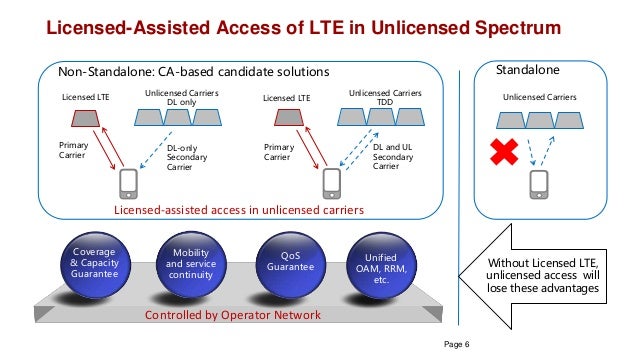 Licensed-Assisted Access of LTE in Unlicensed Spectrum
Non-Standalone: CA-based candidate solutions
Licensed LTE
Unlicensed Carriers
DL only
Primary
Carrier
DL-only
Secondary
Carrier
Licensed LTE
Unlicensed Carriers
TDD
Primary
Carrier
DL and UL
Secondary
Carrier
Licensed-assisted access in unlicensed carriers
Standalone
Unlicensed Carriers
Coverage
& Capacity
Guarantee
Mobility
and service
continuity
QoS
Guarantee
Unified
OAM, RRM,
etc.
Controlled by Operator Network
Without Licensed LTE,
unlicensed access will
lose these advantages
Page 6